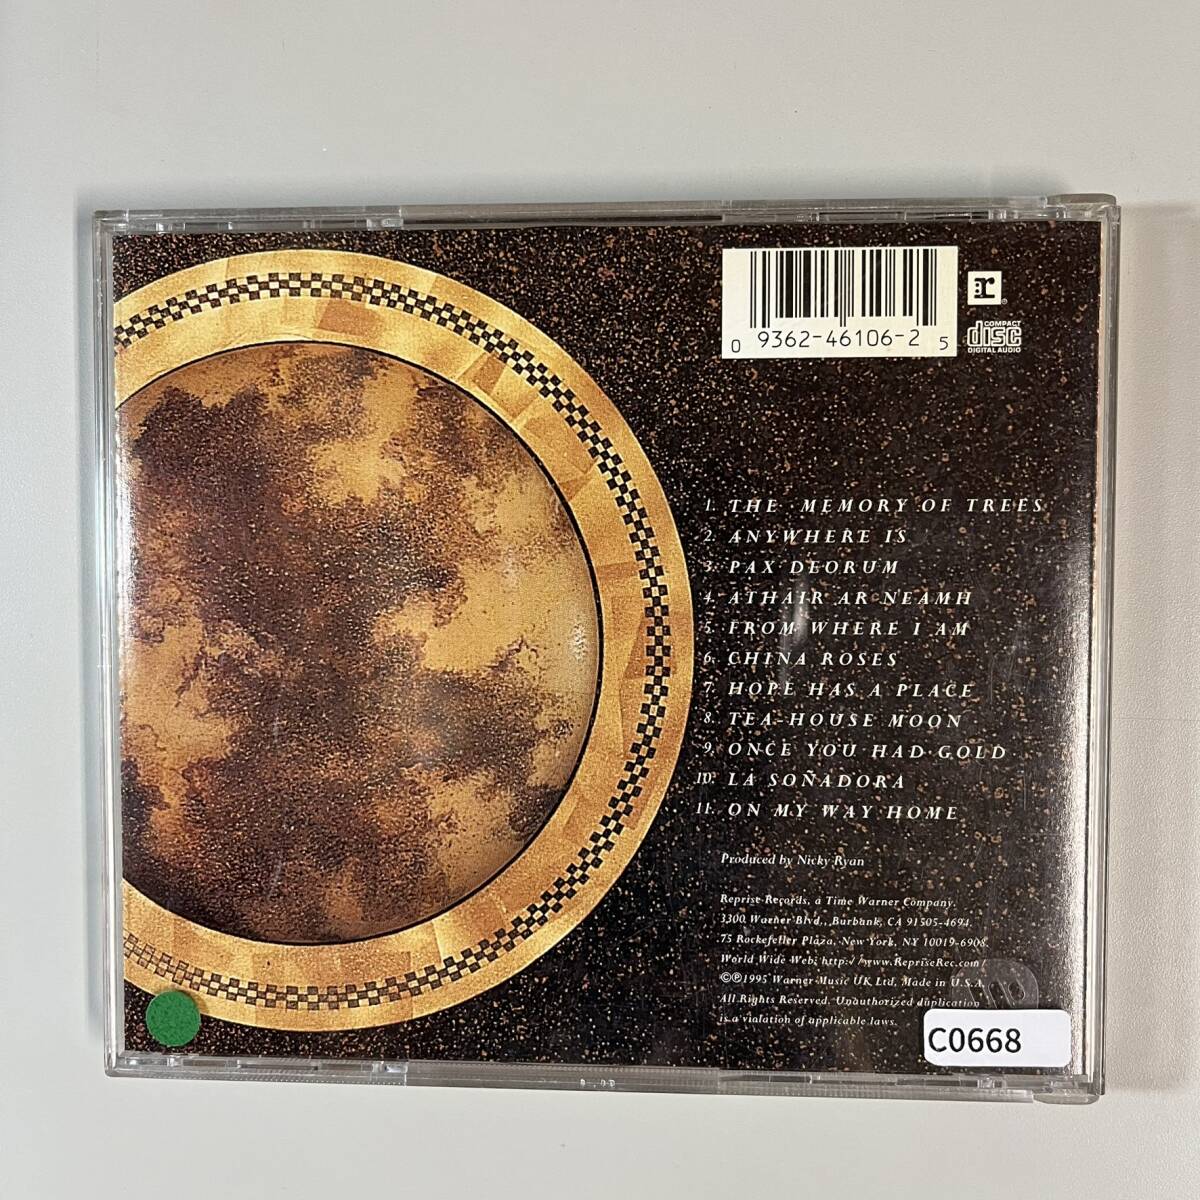 0 9362-46106-2 5
R
®
COMPACT
disc
DIGITAL AUDIO
1. THE MEMORY OF TREES
2. ANYWHERE IS
3. PAX DEORUM
4. ATHAIR AR NEAMH
5. FROM WHERE I AM
6. CHINA ROSES
7. HOPE HAS A PLACE
8. TEA-HOUSE MOON
9. ONCE YOU HAD GOLD
10. LA SOÑADORA
11. ON MY WAY HOME
Produced by Nicky Ryan
Reprise Records, a Time Warner Company.
3300 Warner Blvd., Burbank, CA 91505-4694.
75 Rockefeller Plaza, New York, NY 10019-6908.
World Wide Web: http://www.RepriseRec.com/
©℗1995 Warner Music UK Ltd, Made in U.S.A.
All Rights Reserved. Unauthorized duplication
is a violation of applicable laws.
C0668